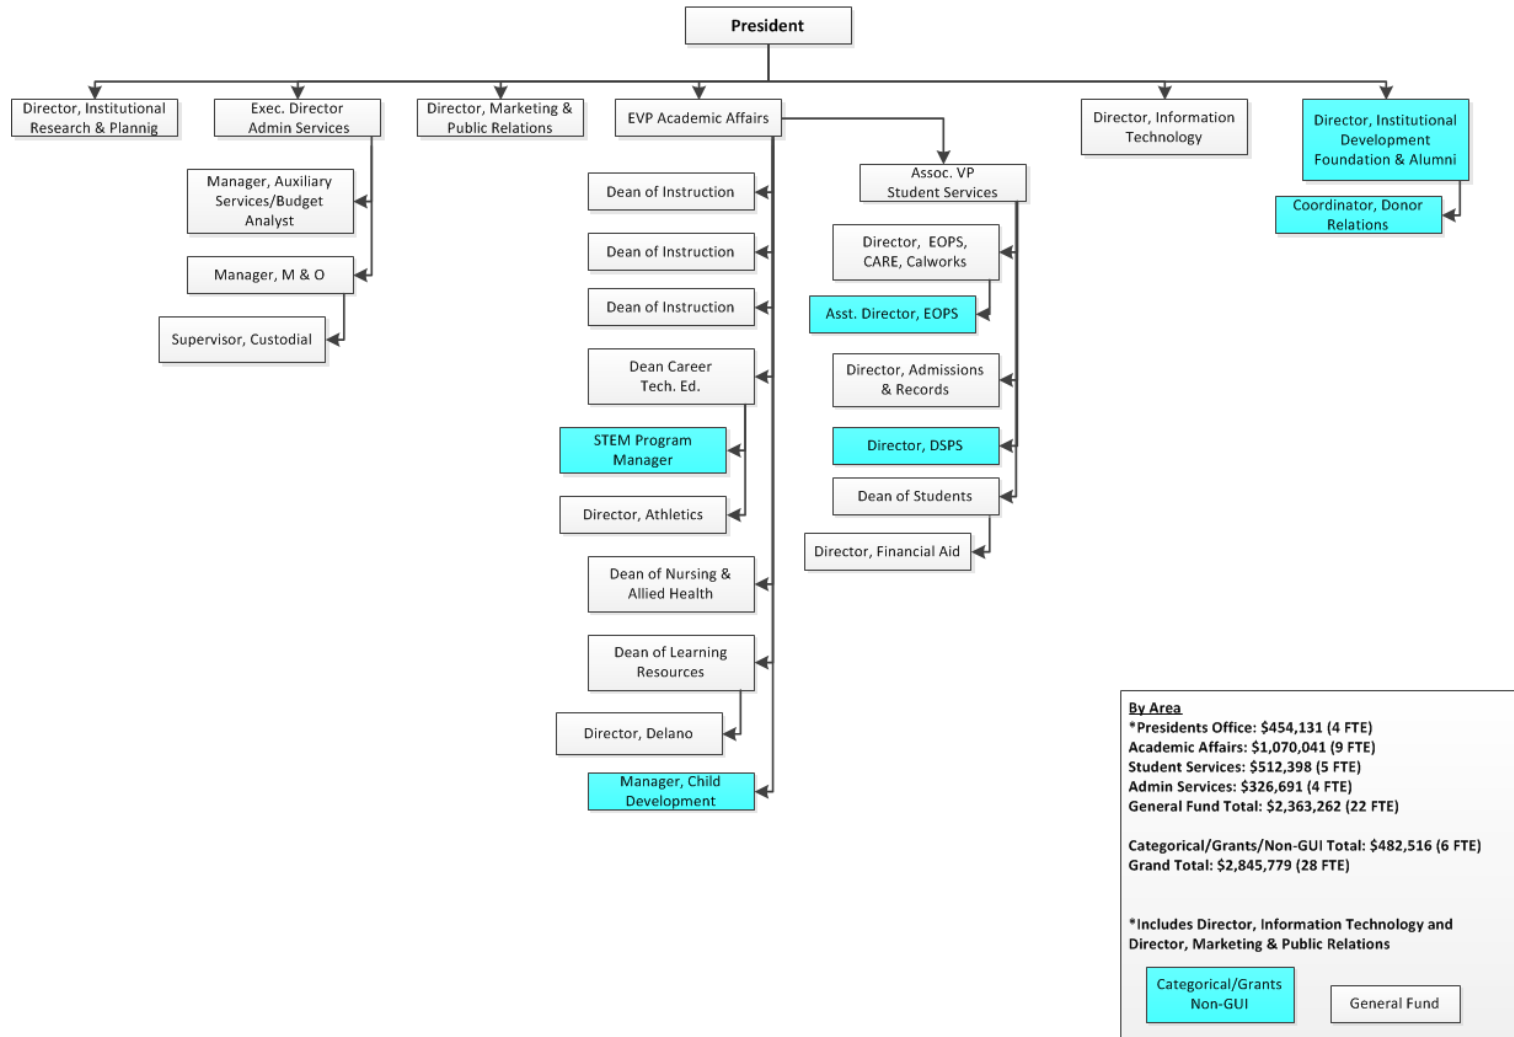 President
Director, Institutional
Research & Plannig
Exec. Director
Admin Services
Director, Marketing &
Public Relations
EVP Academic Affairs
Director, Information
Technology
Director, Institutional
Development
Foundation & Alumni
Manager, Auxiliary
Services/Budget
Analyst
Manager, M & O
Supervisor, Custodial
Dean of Instruction
Dean of Instruction
Dean of Instruction
Dean Career
Tech. Ed.
STEM Program
Manager
Director, Athletics
Dean of Nursing &
Allied Health
Dean of Learning
Resources
Director, Delano
Manager, Child
Development
Assoc. VP
Student Services
Director, EOPS,
CARE, Calworks
Asst. Director, EOPS
Director, Admissions
& Records
Director, DSPS
Dean of Students
Director, Financial Aid
Coordinator, Donor
Relations
By Area
*Presidents Office: $454,131 (4 FTE)
Academic Affairs: $1,070,041 (9 FTE)
Student Services: $512,398 (5 FTE)
Admin Services: $326,691 (4 FTE)
General Fund Total: $2,363,262 (22 FTE)
Categorical/Grants/Non-GUI Total: $482,516 (6 FTE)
Grand Total: $2,845,779 (28 FTE)
*Includes Director, Information Technology and
Director, Marketing & Public Relations
Categorical/Grants
Non-GUI
General Fund